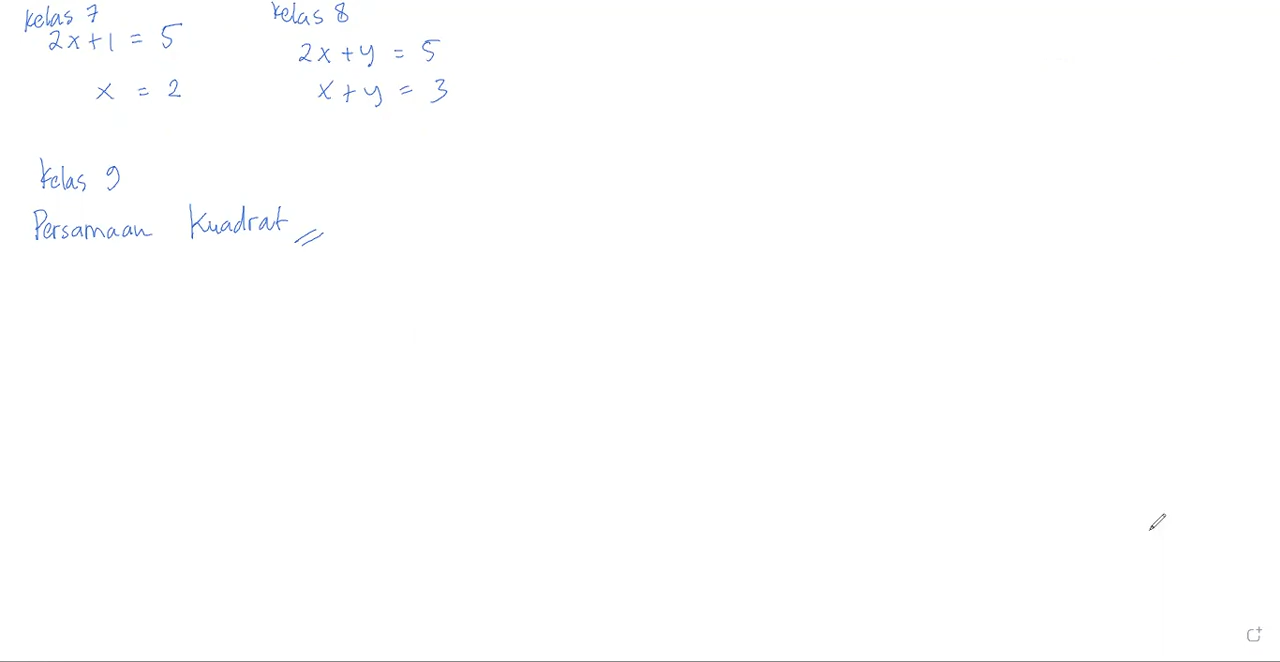 Kelas 7
2x+1 = 5
x = 2
Kelas 8
2x+y = 5
x+y = 3
Kelas 9
Persamaan Kuadrat